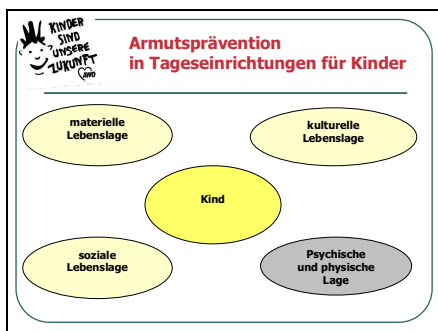 KINDER
SIND
UNSERE
ZUKUNFT
AWO
Armutsprävention
in Tageseinrichtungen für Kinder
materielle
Lebenslage
kulturelle
Lebenslage
Kind
soziale
Lebenslage
Psychische
und physische
Lage